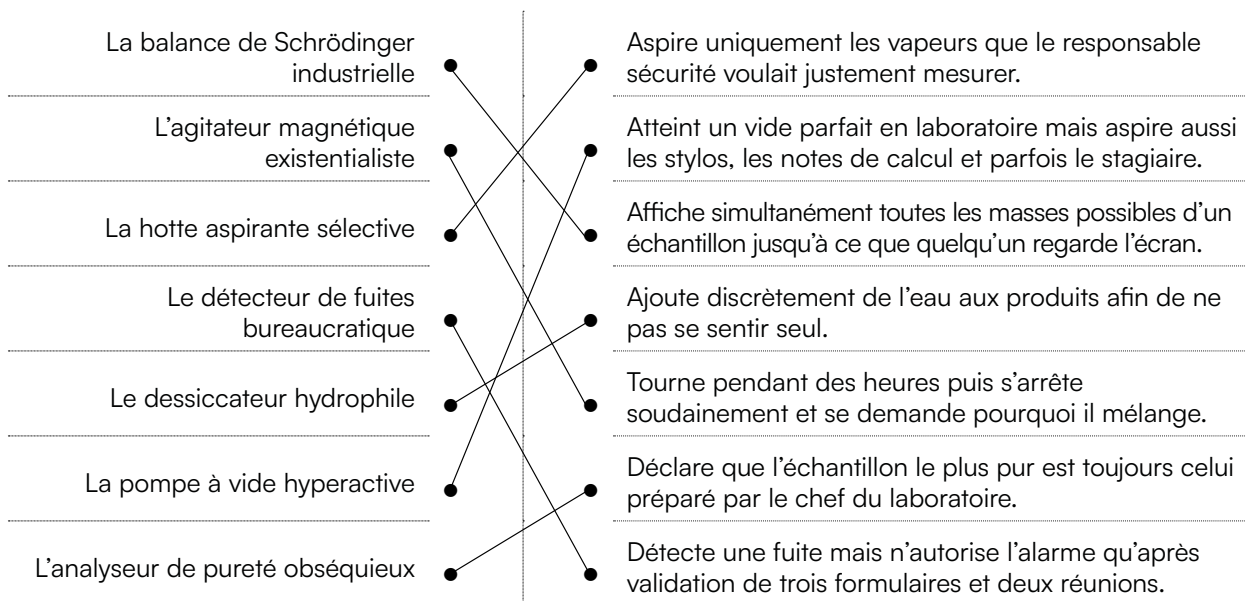 La balance de Schrödinger
industrielle
Aspire uniquement les vapeurs que le responsable
sécurité voulait justement mesurer.
L'agitateur magnétique
existentialiste
Atteint un vide parfait en laboratoire mais aspire aussi
les stylos, les notes de calcul et parfois le stagiaire.
La hotte aspirante sélective
Affiche simultanément toutes les masses possibles d'un
échantillon jusqu'à ce que quelqu'un regarde l'écran.
Le détecteur de fuites
bureaucratique
Ajoute discrètement de l'eau aux produits afin de ne
pas se sentir seul.
Le dessiccateur hydrophile
Tourne pendant des heures puis s'arrête
soudainement et se demande pourquoi il mélange.
La pompe à vide hyperactive
Déclare que l'échantillon le plus pur est toujours celui
préparé par le chef du laboratoire.
L'analyseur de pureté obséquieux
Détecte une fuite mais n'autorise l'alarme qu'après
validation de trois formulaires et deux réunions.